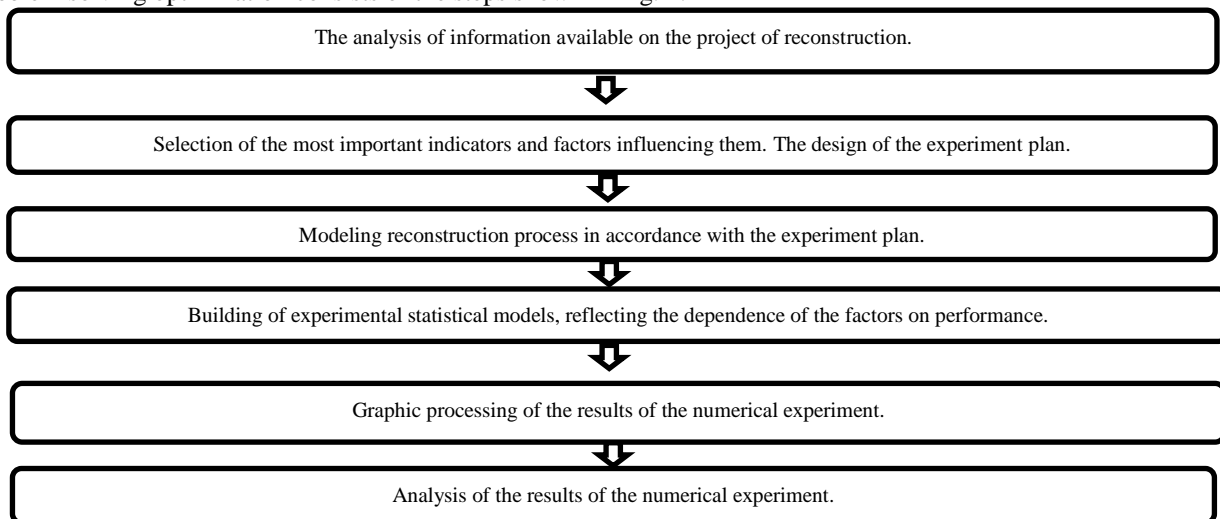 The analysis of information available on the project of reconstruction.
Selection of the most important indicators and factors influencing them. The design of the experiment plan.
Modeling reconstruction process in accordance with the experiment plan.
Building of experimental statistical models, reflecting the dependence of the factors on performance.
Graphic processing of the results of the numerical experiment.
Analysis of the results of the numerical experiment.